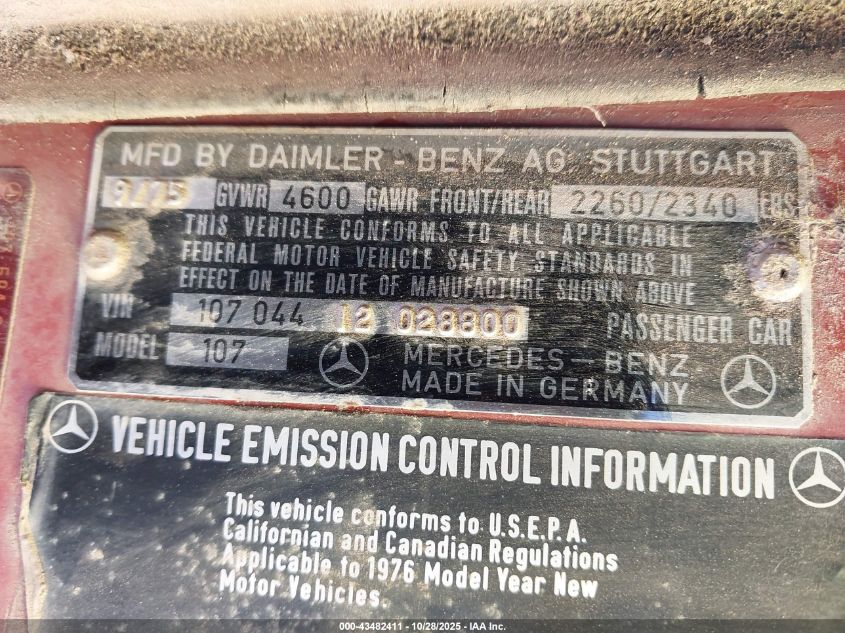 MFD BY DAIMLER - BENZ AG STUTTGART
9/75 GVWR 4600 GAWR FRONT/REAR 2260/2340 LBS
THIS VEHICLE CONFORMS TO ALL APPLICABLE
FEDERAL MOTOR VEHICLE SAFETY STANDARDS IN
EFFECT ON THE DATE OF MANUFACTURE SHOWN ABOVE
VIN 107 044 12 028800 PASSENGER CAR
MODEL 107 MERCEDES-BENZ
MADE IN GERMANY
VEHICLE EMISSION CONTROL INFORMATION
This vehicle conforms to U.S.E.P.A.
Californian and Canadian Regulations
Applicable to 1976 Model Year New
Motor Vehicles.
000-43482411 - 10/28/2025 - IAA Inc.